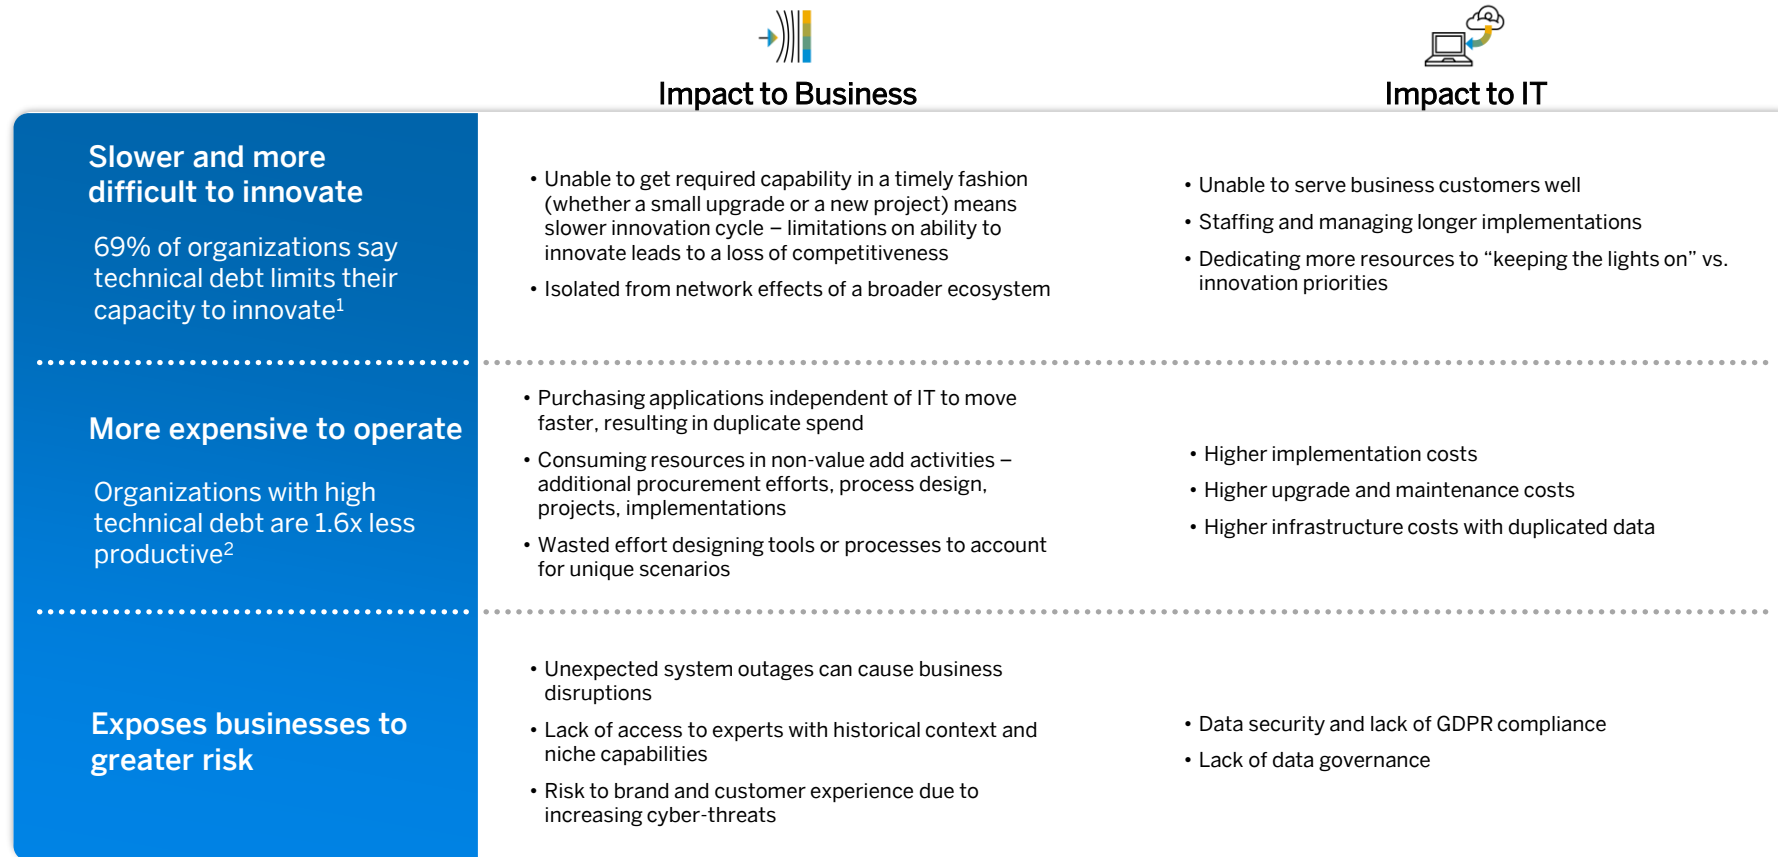 Impact to Business
Impact to IT
Slower and more
difficult to innovate
69% of organizations say
technical debt limits their
capacity to innovate¹
• Unable to get required capability in a timely fashion
(whether a small upgrade or a new project) means
slower innovation cycle – limitations on ability to
innovate leads to a loss of competitiveness
• Isolated from network effects of a broader ecosystem
• Unable to serve business customers well
• Staffing and managing longer implementations
• Dedicating more resources to “keeping the lights on” vs.
innovation priorities
More expensive to operate
Organizations with high
technical debt are 1.6x less
productive²
• Purchasing applications independent of IT to move
faster, resulting in duplicate spend
• Consuming resources in non-value add activities –
additional procurement efforts, process design,
projects, implementations
• Wasted effort designing tools or processes to account
for unique scenarios
• Higher implementation costs
• Higher upgrade and maintenance costs
• Higher infrastructure costs with duplicated data
Exposes businesses to
greater risk
• Unexpected system outages can cause business
disruptions
• Lack of access to experts with historical context and
niche capabilities
• Risk to brand and customer experience due to
increasing cyber-threats
• Data security and lack of GDPR compliance
• Lack of data governance